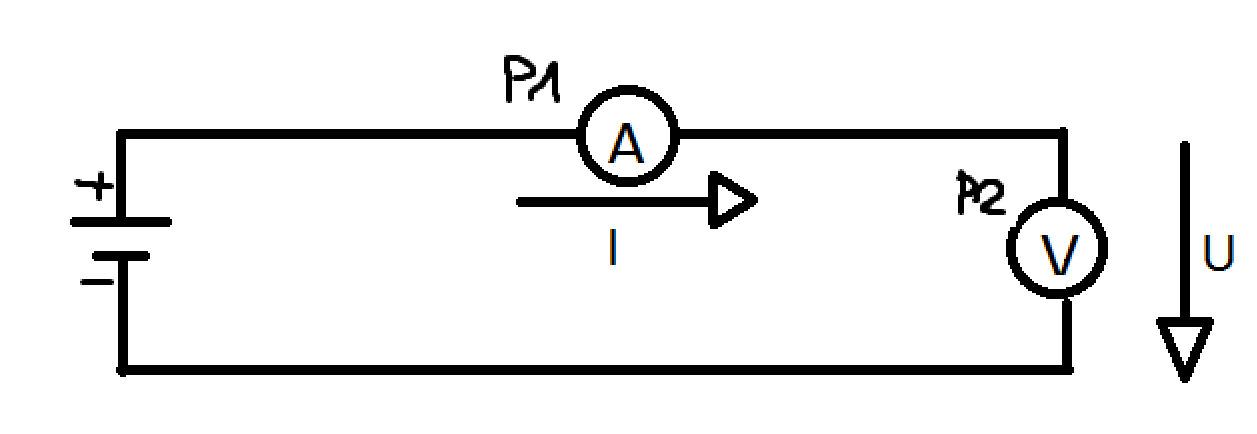 P1
A
I
+
-
P2
V
U